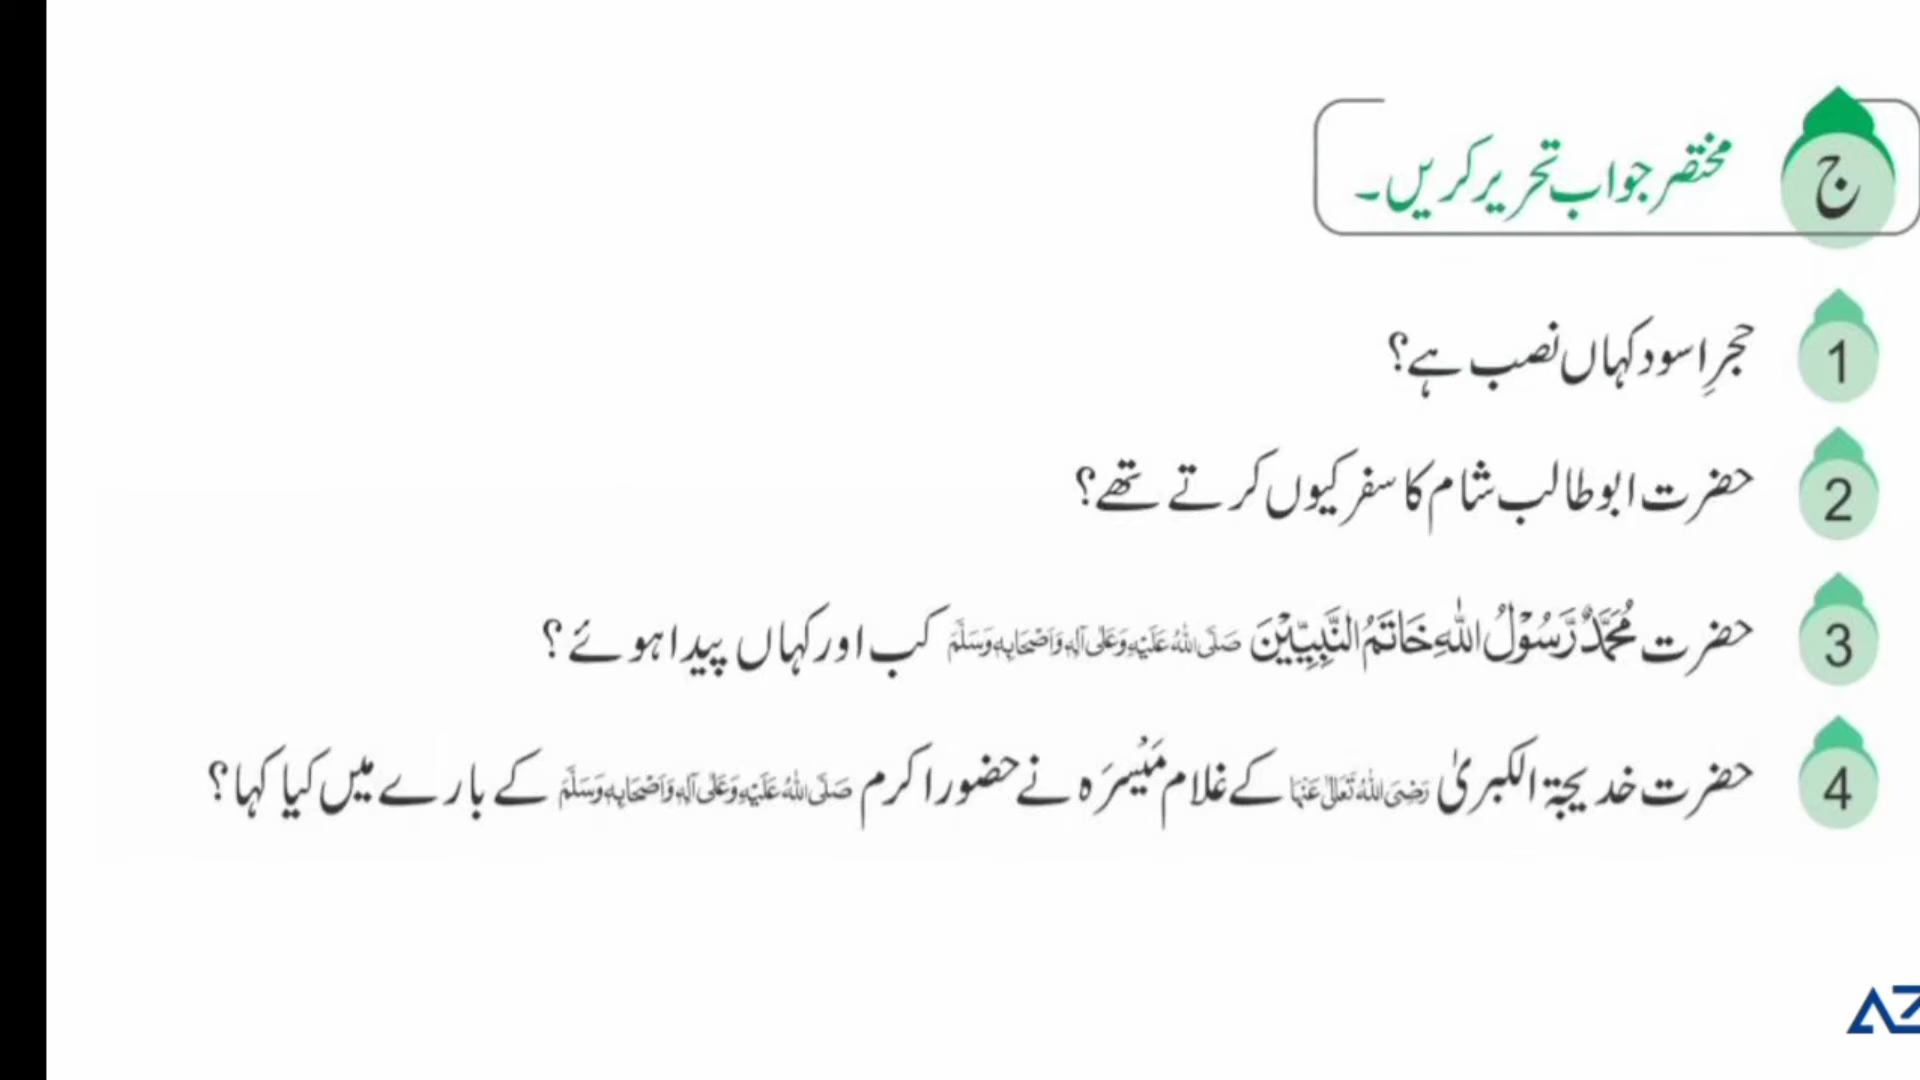 ج مختصر جواب تحریر کریں۔
1 حجرِ اسود کہاں نصب ہے؟
2 حضرت ابو طالب شام کا سفر کیوں کرتے تھے؟
3 حضرت مُحَمَّدٌ رَّسُوْلُ اللّٰهِ خَاتَمُ النَّبِيّٖنَ صَلَّی اللّٰہُ عَلَیْہِ وَعَلٰی آلِہٖ وَاَصْحَابِہٖ وَسَلَّمَ کب اور کہاں پیدا ہوئے؟
4 حضرت خدیجۃ الکبریٰ رَضِیَ اللّٰہُ تَعَالٰی عَنْہَا کے غلام مَیْسَرَہ نے حضور اکرم صَلَّی اللّٰہُ عَلَیْہِ وَعَلٰی آلِہٖ وَاَصْحَابِہٖ وَسَلَّمَ کے بارے میں کیا کہا؟
AZ